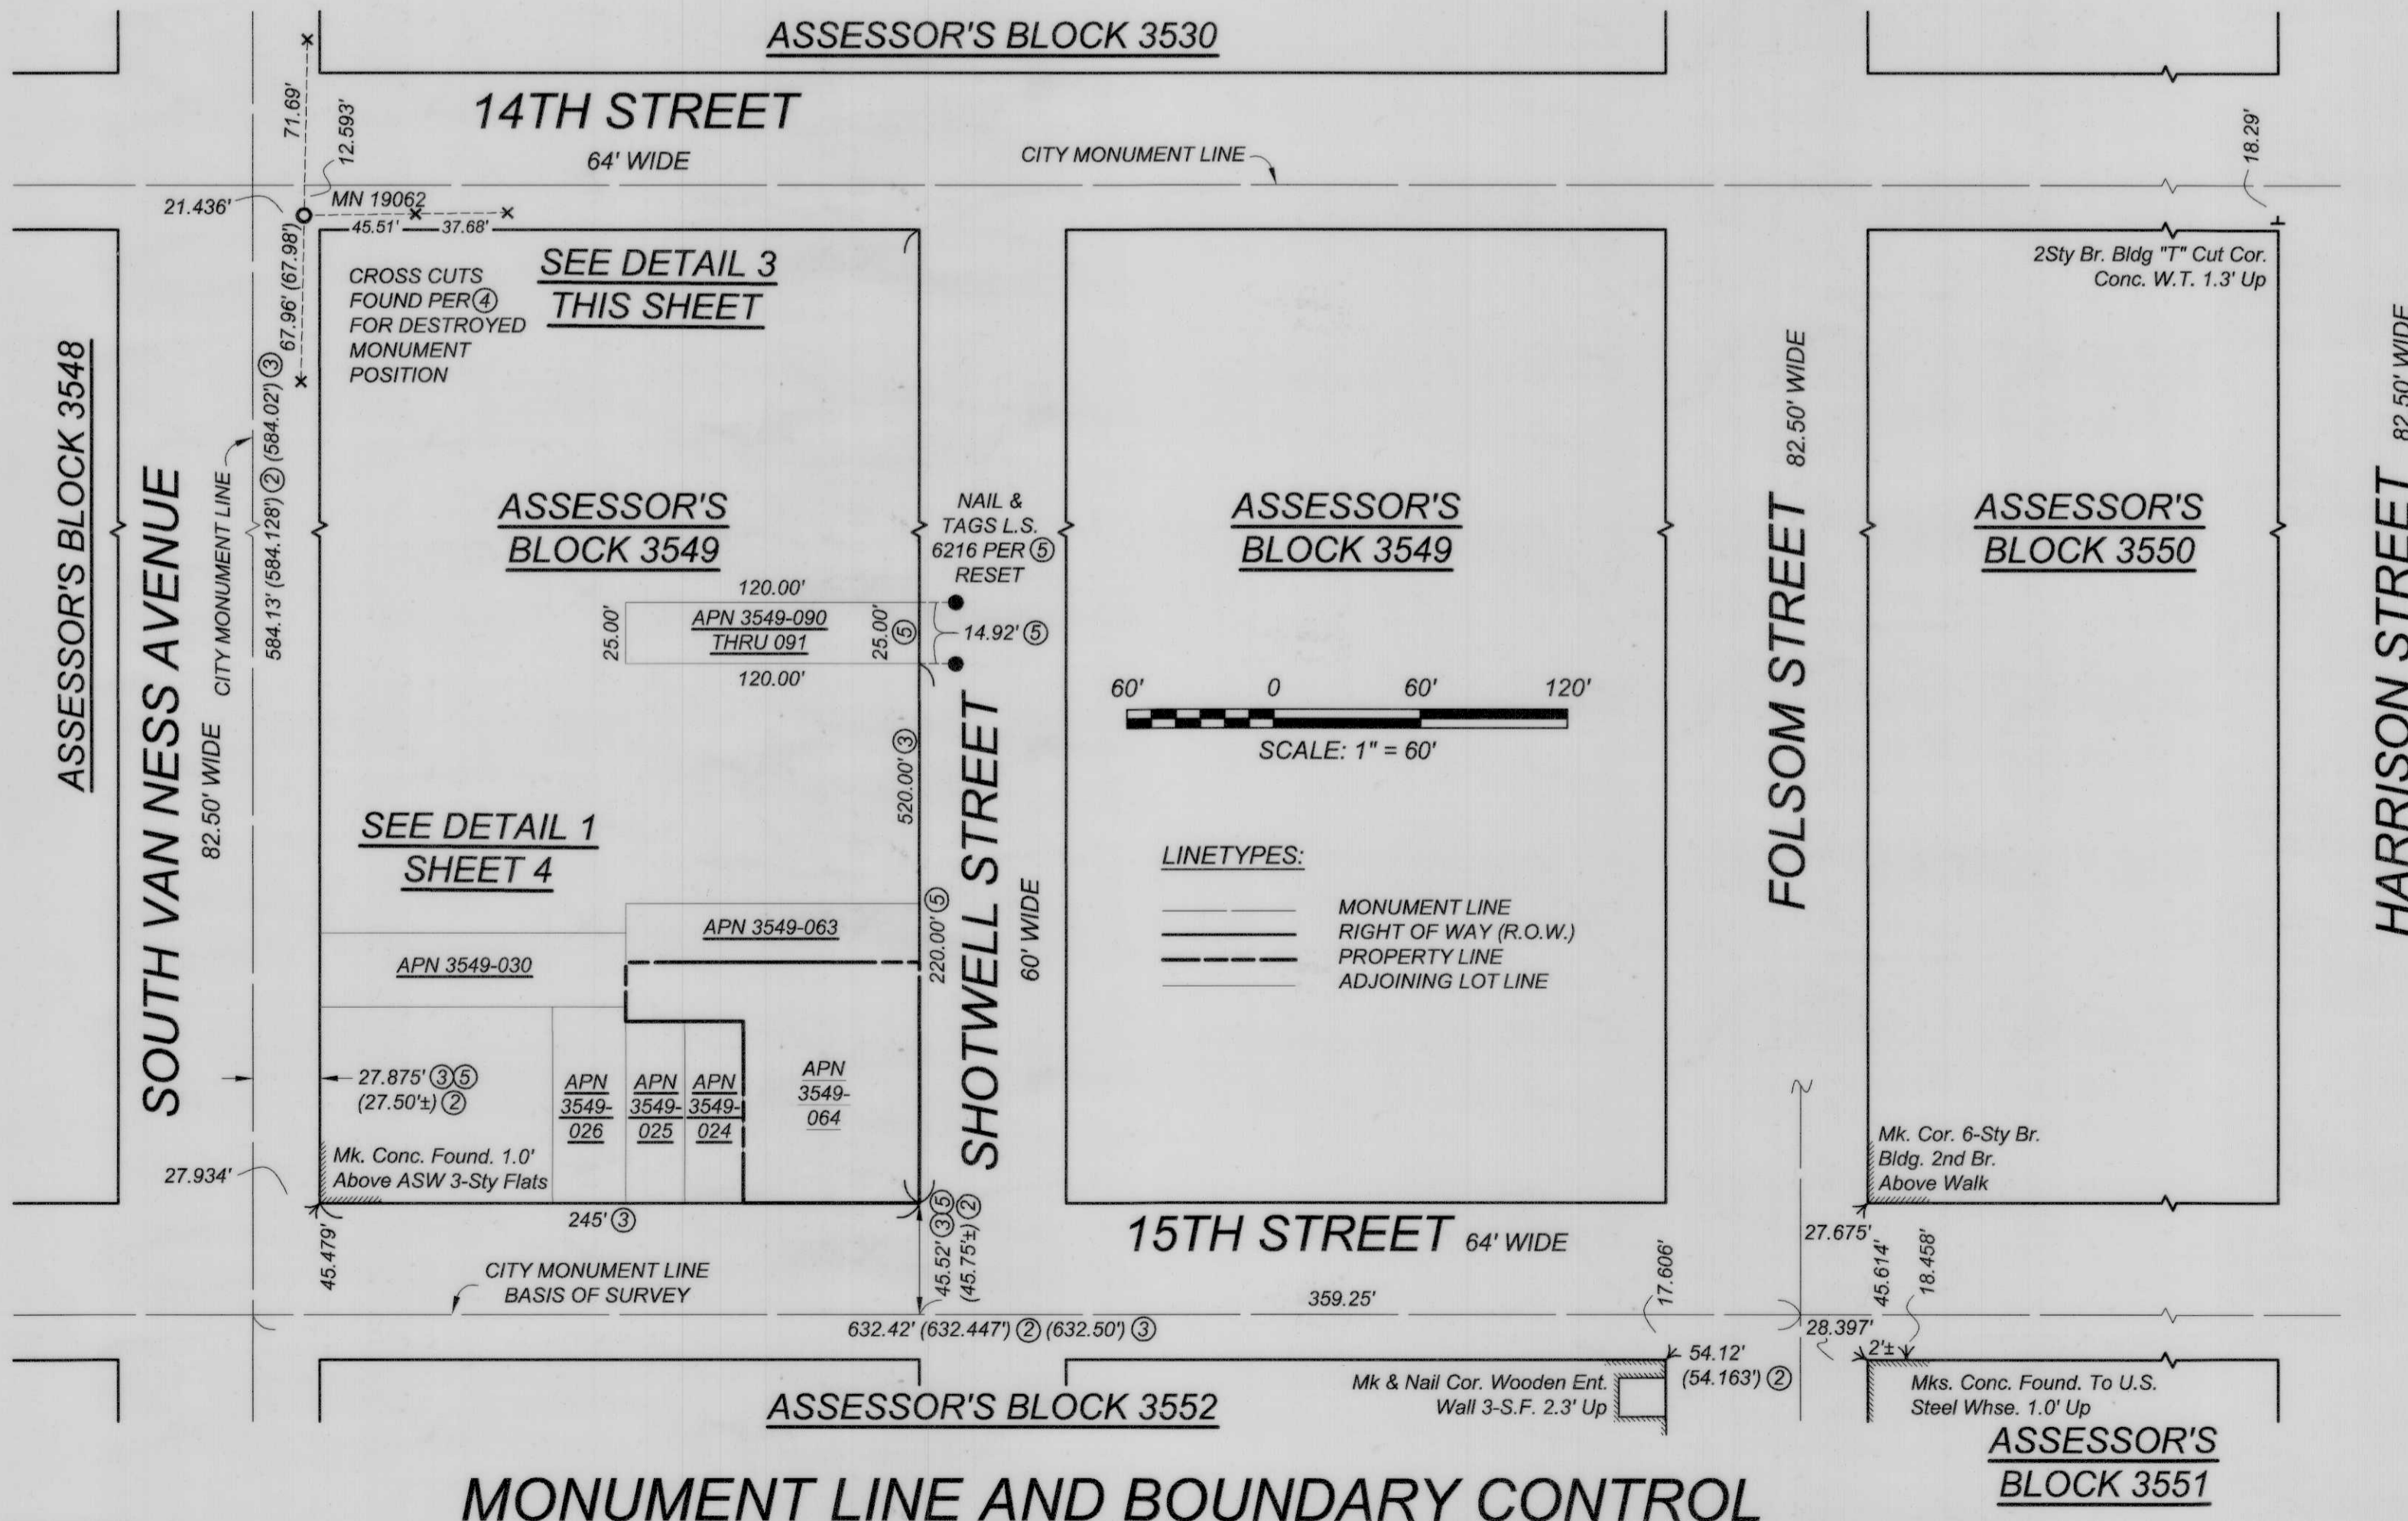 ASSESSOR'S BLOCK 3530
71.69'
12.593'
14TH STREET
64' WIDE
CITY MONUMENT LINE
18.29'
21.436'
MN 19062
45.51'
37.68'
67.96' (67.98')
CROSS CUTS
FOUND PER ④
FOR DESTROYED
MONUMENT
POSITION
SEE DETAIL 3
THIS SHEET
2Sty Br. Bldg "T" Cut Cor.
Conc. W.T. 1.3' Up
ASSESSOR'S BLOCK 3548
SOUTH VAN NESS AVENUE
82.50' WIDE
CITY MONUMENT LINE
584.13' (584.128') ② (584.02') ③
ASSESSOR'S
BLOCK 3549
NAIL &
TAGS L.S.
6216 PER ⑤
RESET
120.00'
25.00'
APN 3549-090
THRU 091
25.00'
⑤
14.92' ⑤
120.00'
520.00' ③
SEE DETAIL 1
SHEET 4
SHOTWELL STREET
60' WIDE
220.00' ⑤
APN 3549-063
APN 3549-030
27.875' ③⑤
(27.50'±) ②
APN
3549-
026
APN
3549-
025
APN
3549-
024
APN
3549-
064
Mk. Conc. Found. 1.0'
Above ASW 3-Sty Flats
27.934'
245' ③
45.479'
45.52' ③⑤
(45.75'±) ②
ASSESSOR'S
BLOCK 3549
60'
0
60'
120'
SCALE: 1" = 60'
LINETYPES:
MONUMENT LINE
RIGHT OF WAY (R.O.W.)
PROPERTY LINE
ADJOINING LOT LINE
FOLSOM STREET
82.50' WIDE
ASSESSOR'S
BLOCK 3550
HARRISON STREET
82.50' WIDE
Mk. Cor. 6-Sty Br.
Bldg. 2nd Br.
Above Walk
27.675'
45.614'
18.458'
15TH STREET
64' WIDE
CITY MONUMENT LINE
BASIS OF SURVEY
359.25'
17.606'
632.42' (632.447') ② (632.50') ③
28.397'
2'±
54.12'
(54.163') ②
Mk & Nail Cor. Wooden Ent.
Wall 3-S.F. 2.3' Up
Mks. Conc. Found. To U.S.
Steel Whse. 1.0' Up
ASSESSOR'S BLOCK 3552
ASSESSOR'S
BLOCK 3551
MONUMENT LINE AND BOUNDARY CONTROL